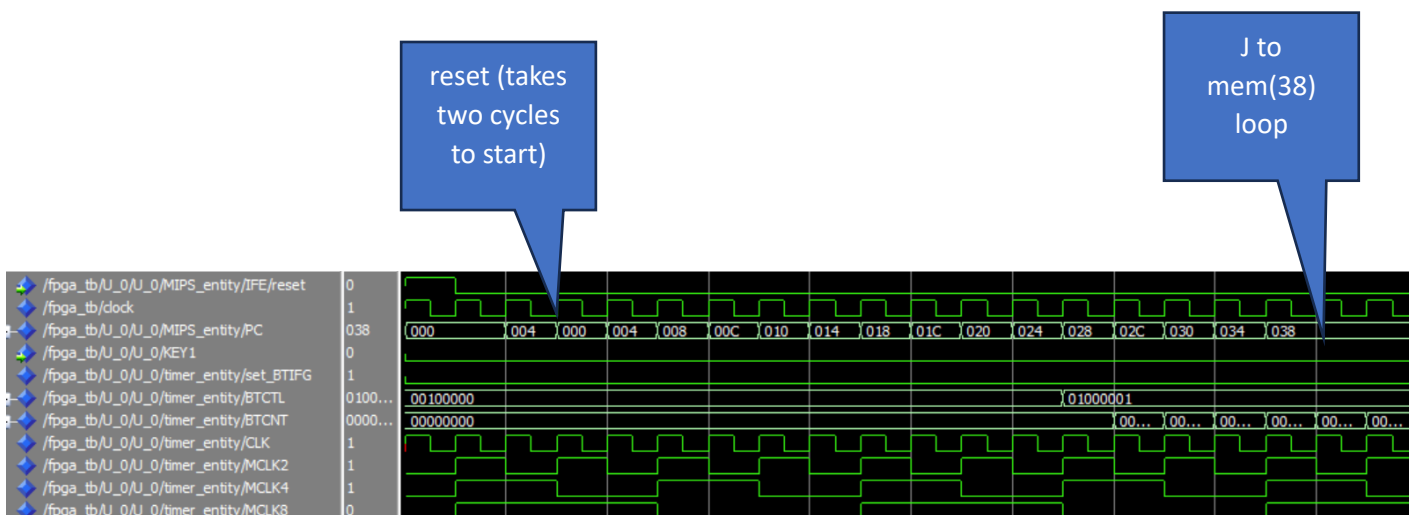 reset (takes
two cycles
to start)
J to
mem(38)
loop
/fpga_tb/U_0/U_0/MIPS_entity/IFE/reset 0
/fpga_tb/clock 1
/fpga_tb/U_0/U_0/MIPS_entity/PC 038 000 004 000 004 008 00C 010 014 018 01C 020 024 028 02C 030 034 038
/fpga_tb/U_0/U_0/KEY1 0
/fpga_tb/U_0/U_0/timer_entity/set_BTIFG 1
/fpga_tb/U_0/U_0/timer_entity/BTCTL 0100... 00100000 01000001
/fpga_tb/U_0/U_0/timer_entity/BTCNT 0000... 00000000 00... 00... 00... 00... 00... 00...
/fpga_tb/U_0/U_0/timer_entity/CLK 1
/fpga_tb/U_0/U_0/timer_entity/MCLK2 1
/fpga_tb/U_0/U_0/timer_entity/MCLK4 1
/fpga_tb/U_0/U_0/timer_entity/MCLK8 0